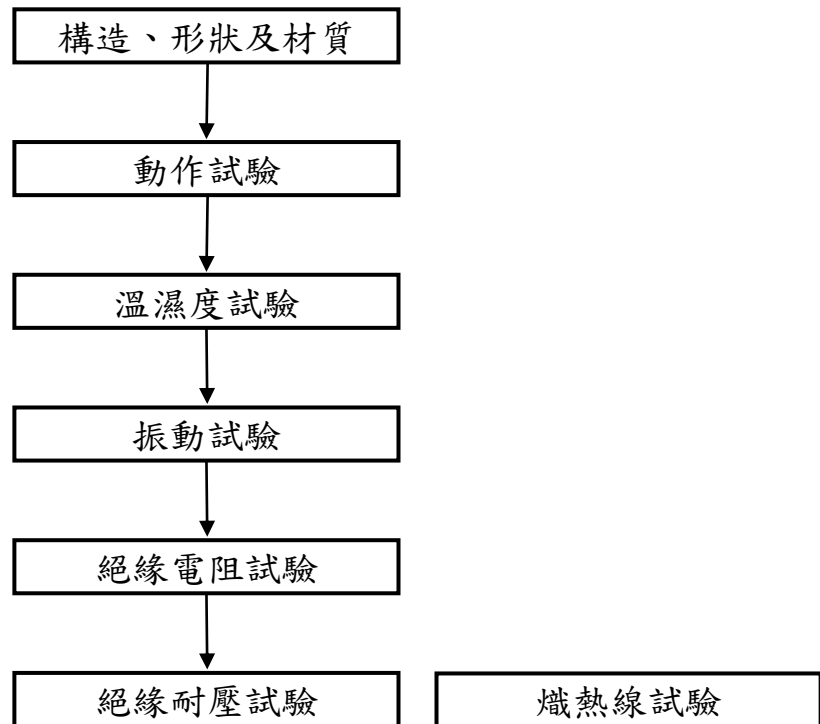 構造、形狀及材質
動作試驗
溫濕度試驗
振動試驗
絕緣電阻試驗
絕緣耐壓試驗
熾熱線試驗